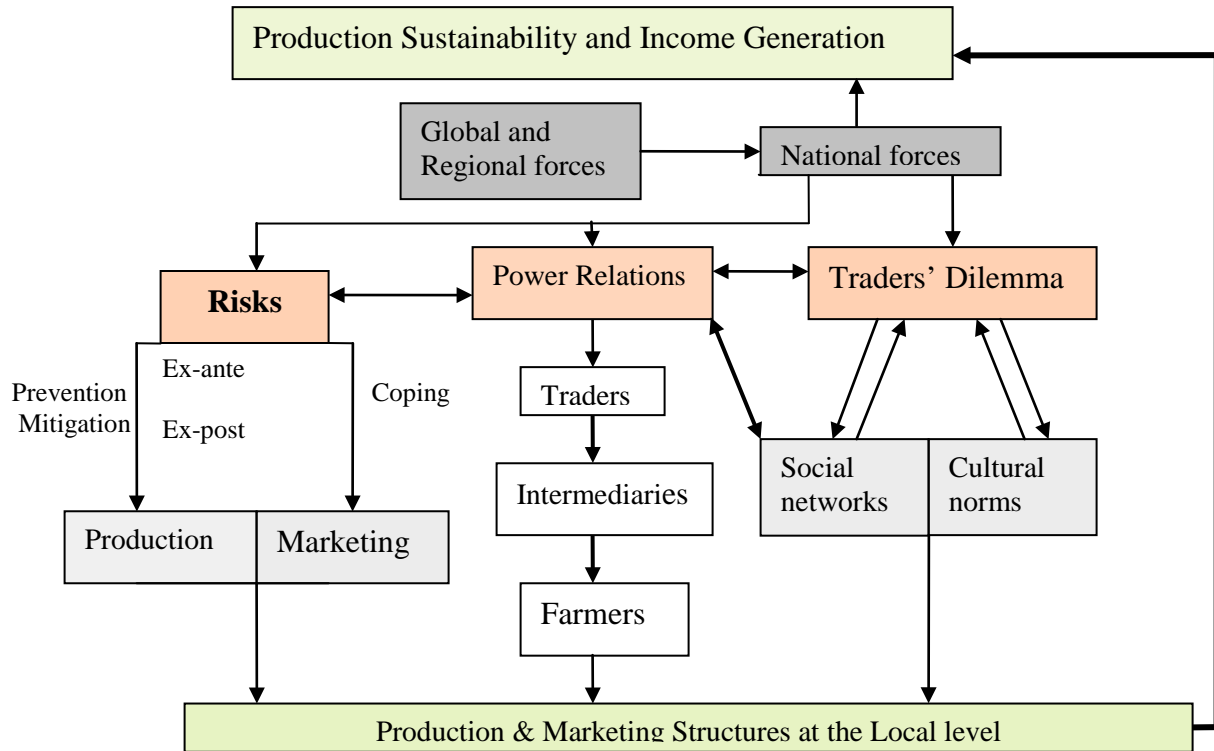 Production Sustainability and Income Generation
Global and
Regional forces
National forces
Risks
Power Relations
Traders’ Dilemma
Prevention
Mitigation
Ex-ante
Ex-post
Coping
Traders
Intermediaries
Farmers
Social
networks
Cultural
norms
Production
Marketing
Production & Marketing Structures at the Local level